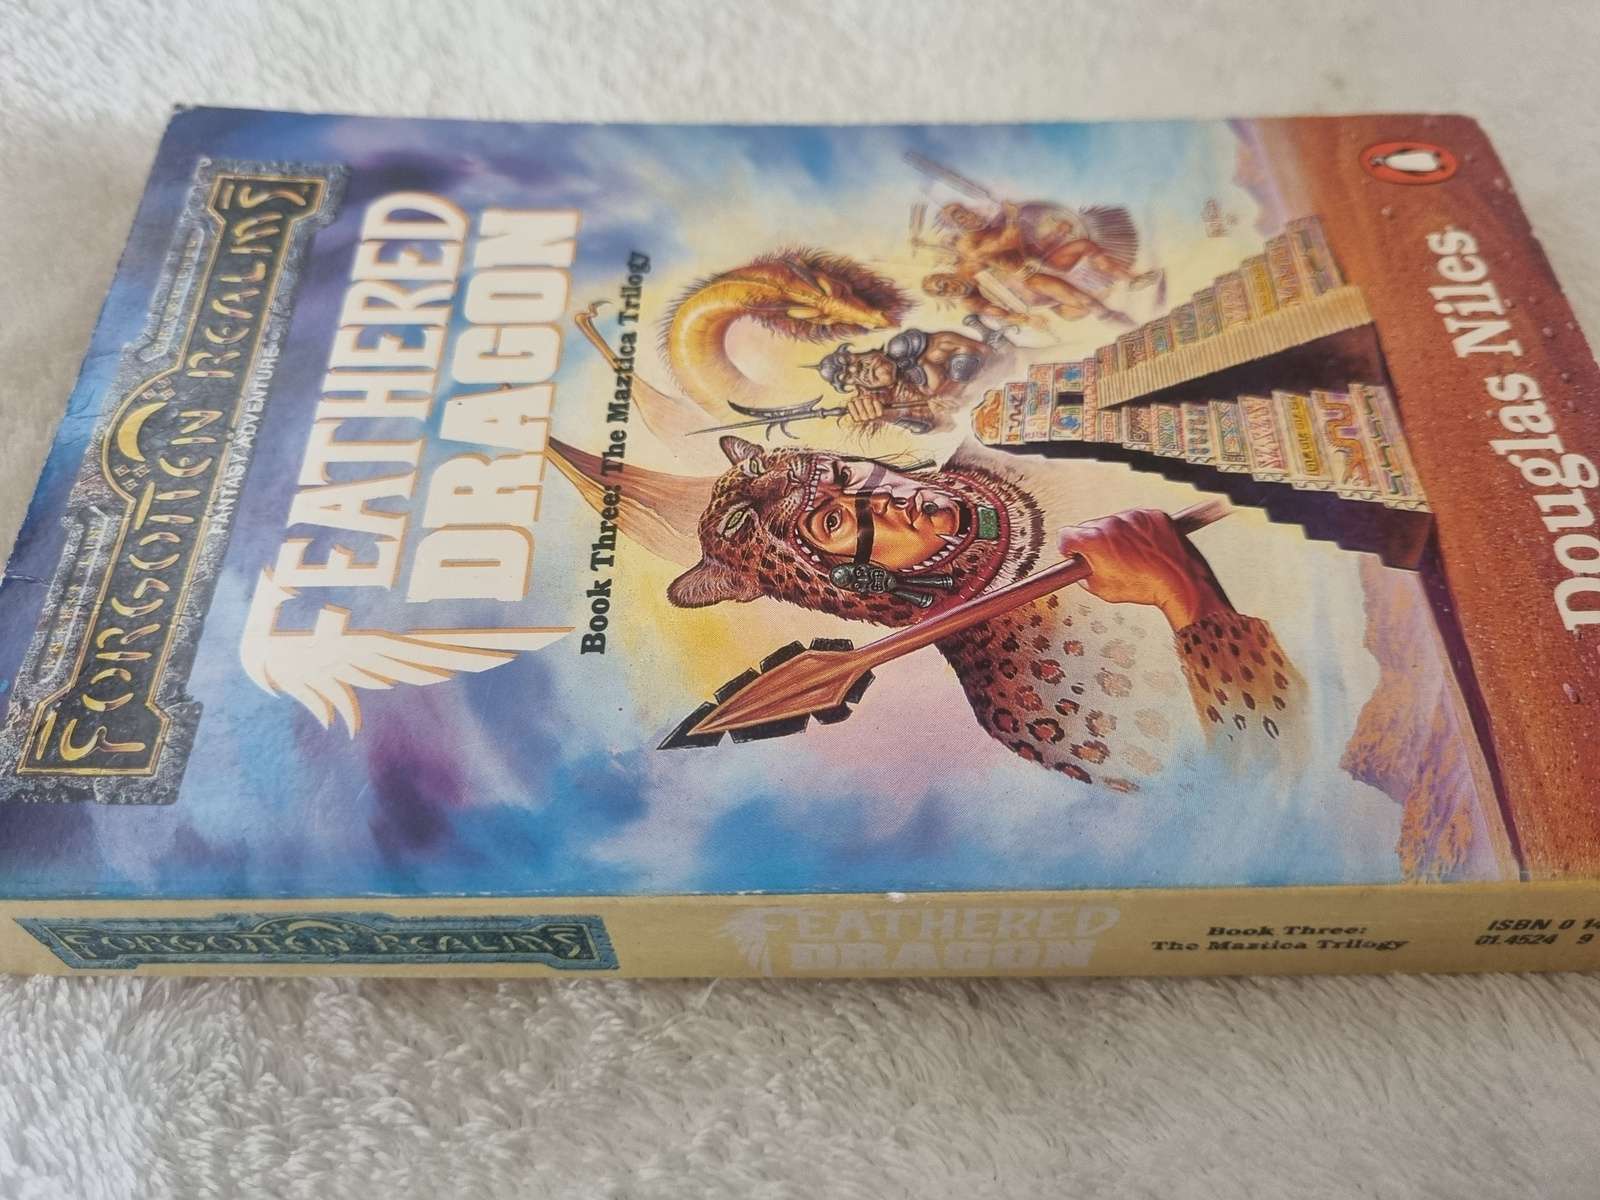 FORGOTTEN REALMS
FANTASY ADVENTURE
FEATHERED
DRAGON
Book Three: The Maztica Trilogy
Douglas Niles
FORGOTTEN REALMS
FEATHERED
DRAGON
Book Three:
The Maztica Trilogy
ISBN 0 14
01.4524 9